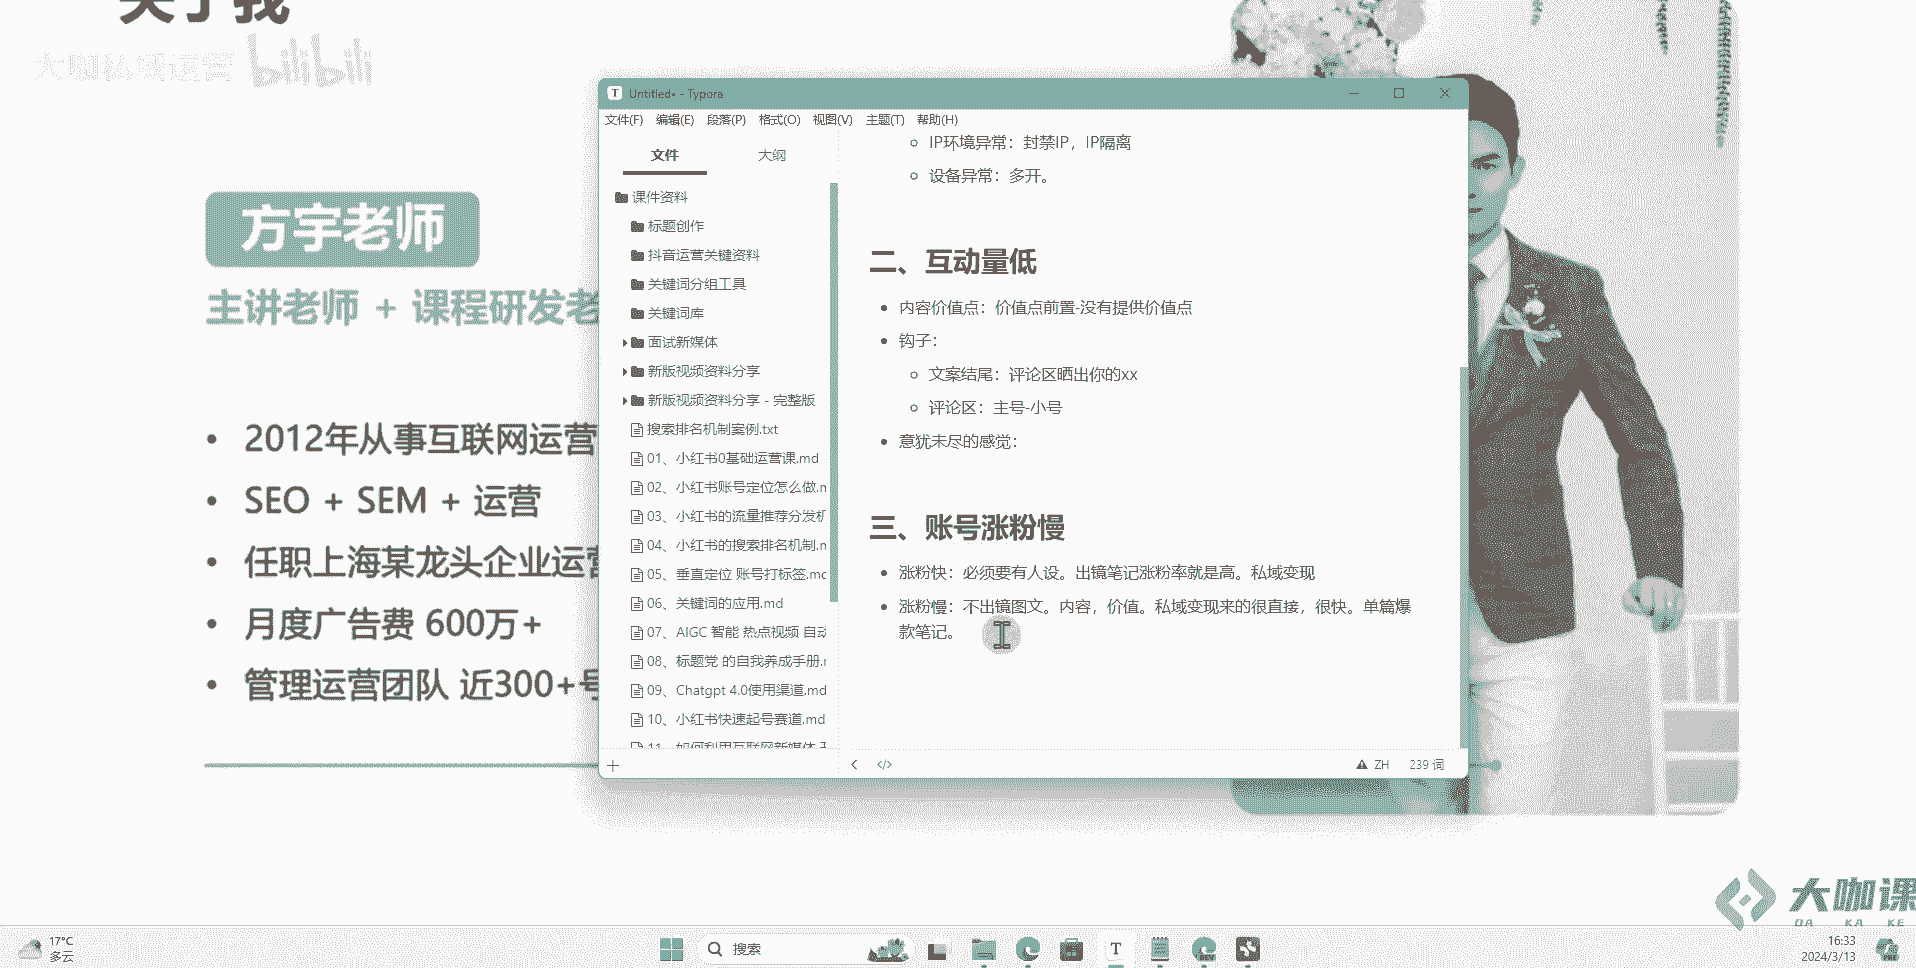 关于我
大咖私域运营 bilibili
方宇老师
主讲老师 + 课程研发老
2012年从事互联网运营
SEO + SEM + 运营
任职上海某龙头企业运营
月度广告费 600万+
管理运营团队 近300+号
Untitled• - Typora
文件(F) 编辑(E) 段落(P) 格式(O) 视图(V) 主题(T) 帮助(H)
文件 大纲
课件资料
标题创作
抖音运营关键资料
关键词分组工具
关键词库
面试新媒体
新版视频资料分享
新版视频资料分享 - 完整版
搜索排名机制案例.txt
01、小红书0基础运营课.md
02、小红书账号定位怎么做.m
03、小红书的流量推荐分发机
04、小红书的搜索排名机制.m
05、垂直定位 账号打标签.mc
06、关键词的应用.md
07、AIGC 智能 热点视频 自动
08、标题党 的自我养成手册.r
09、Chatgpt 4.0使用渠道.md
10、小红书快速起号赛道.md
11、如何利用互联网新媒体
IP环境异常：封禁IP，IP隔离
设备异常：多开。
二、互动量低
内容价值点：价值点前置-没有提供价值点
钩子：
文案结尾：评论区晒出你的xx
评论区：主号-小号
意犹未尽的感觉：
三、账号涨粉慢
涨粉快：必须要有人设。出镜笔记涨粉率就是高。私域变现
涨粉慢：不出镜图文。内容，价值。私域变现来的很直接，很快。单篇爆
款笔记。
ZH 239 词
大咖课
DA KA KE
17°C
多云
搜索
16:33
2024/3/13